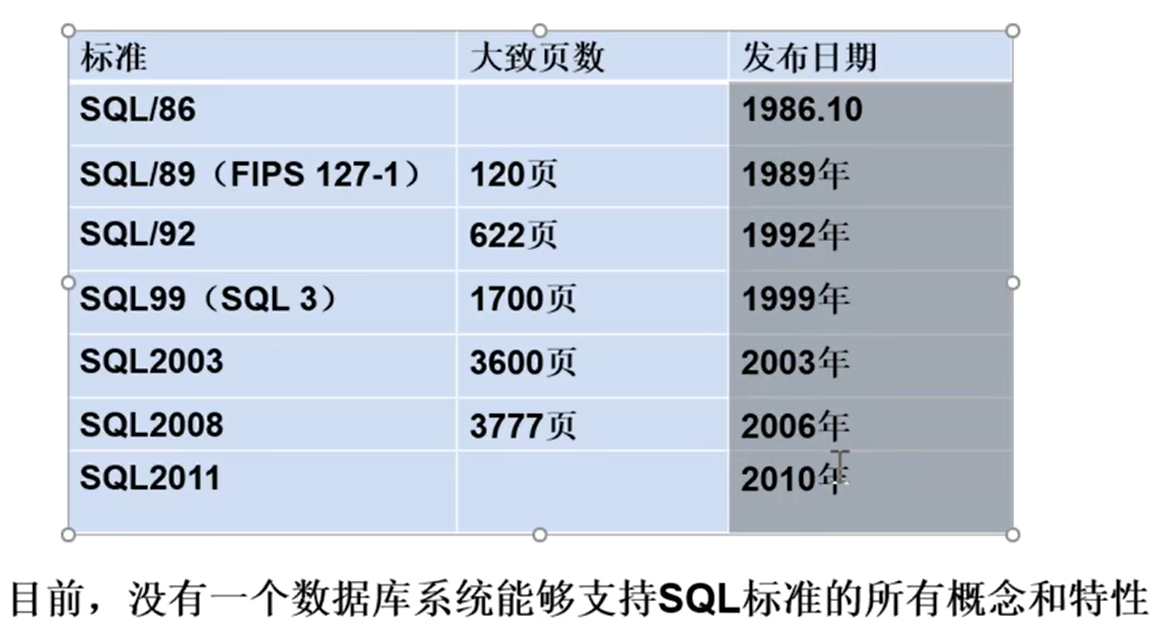 标准 大致页数 发布日期
SQL/86 1986.10
SQL/89（FIPS 127-1） 120页 1989年
SQL/92 622页 1992年
SQL99（SQL 3） 1700页 1999年
SQL2003 3600页 2003年
SQL2008 3777页 2006年
SQL2011 2010年
目前，没有一个数据库系统能够支持SQL标准的所有概念和特性